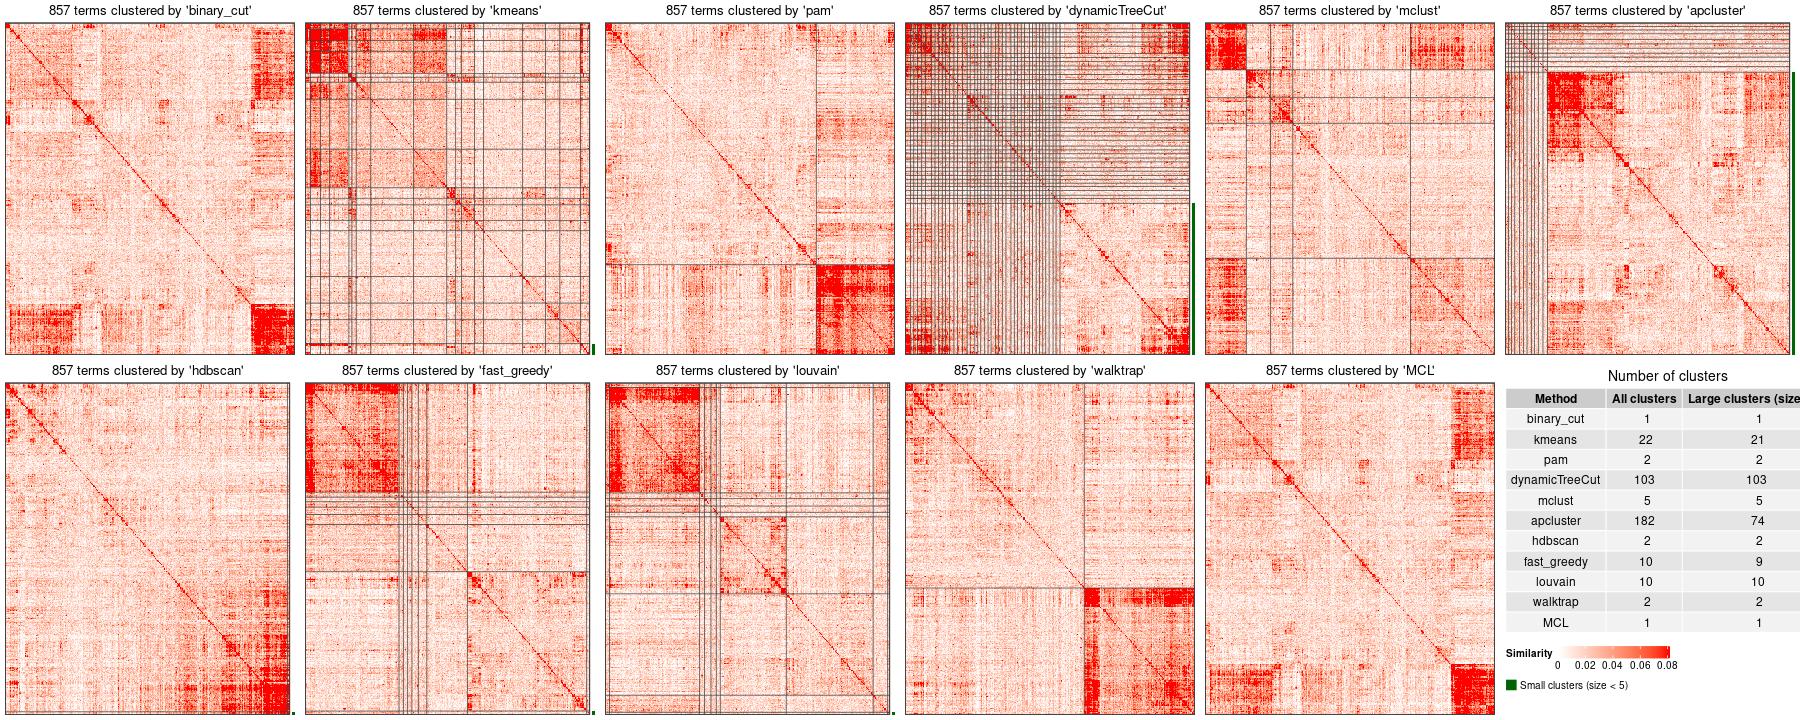 857 terms clustered by 'binary_cut'
857 terms clustered by 'kmeans'
857 terms clustered by 'pam'
857 terms clustered by 'dynamicTreeCut'
857 terms clustered by 'mclust'
857 terms clustered by 'apcluster'
857 terms clustered by 'hdbscan'
857 terms clustered by 'fast_greedy'
857 terms clustered by 'louvain'
857 terms clustered by 'walktrap'
857 terms clustered by 'MCL'
Number of clusters
Method All clusters Large clusters (size
binary_cut 1 1
kmeans 22 21
pam 2 2
dynamicTreeCut 103 103
mclust 5 5
apcluster 182 74
hdbscan 2 2
fast_greedy 10 9
louvain 10 10
walktrap 2 2
MCL 1 1
Similarity
0 0.02 0.04 0.06 0.08
Small clusters (size < 5)